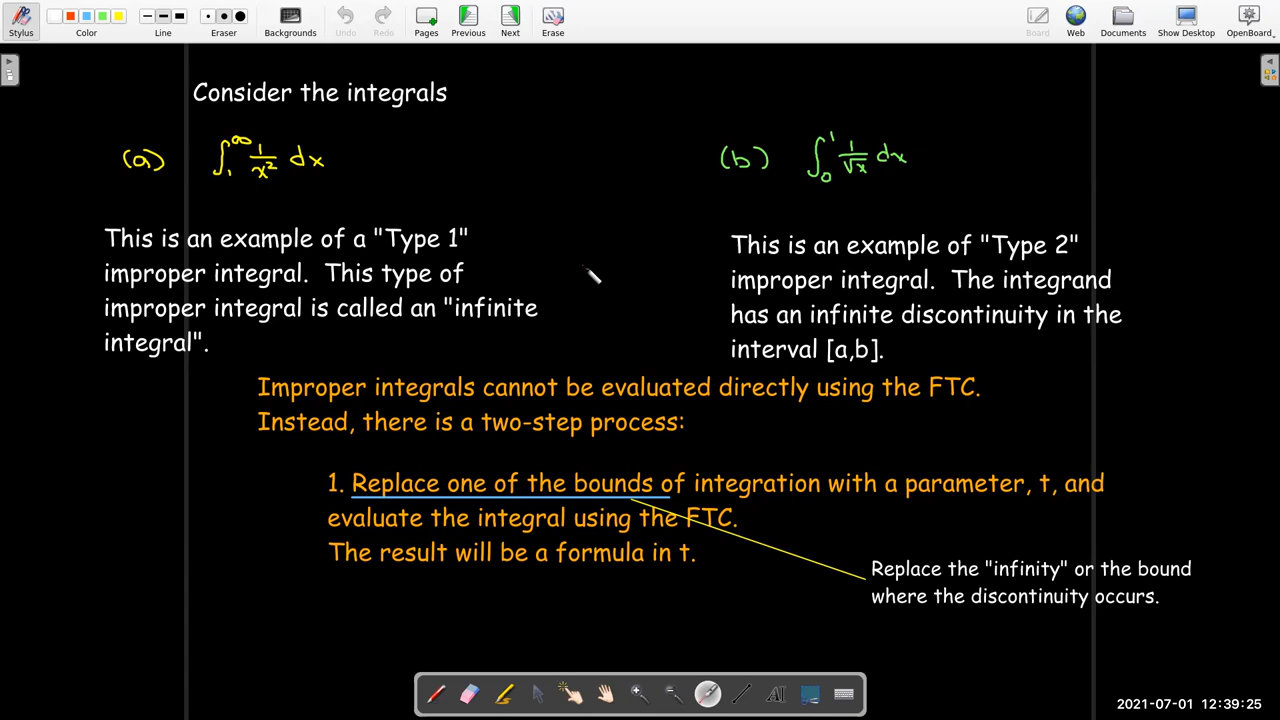 Stylus
Color
Line
Eraser
Backgrounds
Undo
Redo
Pages
Previous
Next
Erase
Board
Web
Documents
Show Desktop
OpenBoard
Consider the integrals
(a) ∫₁^∞ 1/x² dx
(b) ∫₀^1 1/√x dx
This is an example of a "Type 1"
improper integral. This type of
improper integral is called an "infinite
integral".
This is an example of "Type 2"
improper integral. The integrand
has an infinite discontinuity in the
interval [a,b].
Improper integrals cannot be evaluated directly using the FTC.
Instead, there is a two-step process:
1. Replace one of the bounds of integration with a parameter, t, and
evaluate the integral using the FTC.
The result will be a formula in t.
Replace the "infinity" or the bound
where the discontinuity occurs.
AI
2021-07-01 12:39:25